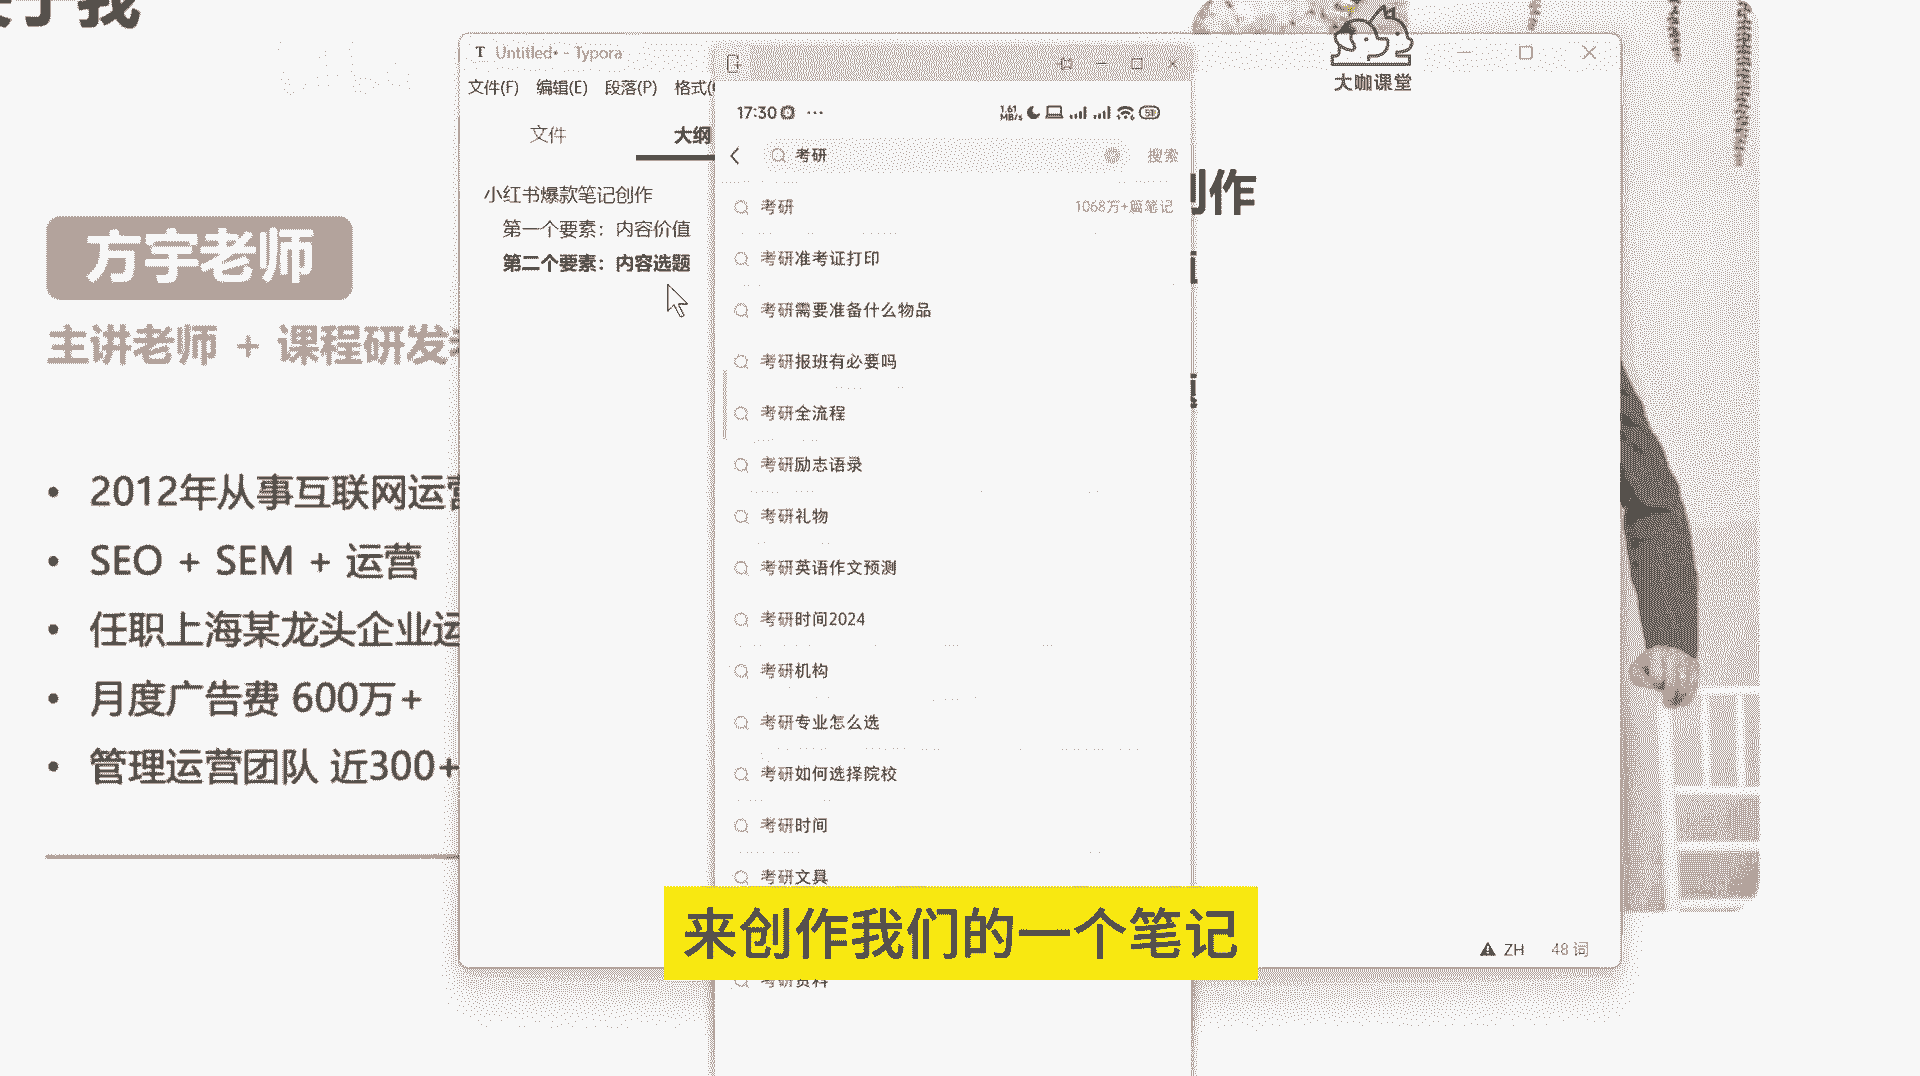 方宇老师
主讲老师 + 课程研发
2012年从事互联网运营
SEO + SEM + 运营
任职上海某龙头企业运
月度广告费 600万+
管理运营团队 近300+
Untitled• - Typora
文件(F) 编辑(E) 段落(P) 格式(
文件 大纲
小红书爆款笔记创作
第一个要素：内容价值
第二个要素：内容选题
17:30 ···
1.61 MB/s 51
考研 搜索
考研 1068万+篇笔记
考研准考证打印
考研需要准备什么物品
考研报班有必要吗
考研全流程
考研励志语录
考研礼物
考研英语作文预测
考研时间2024
考研机构
考研专业怎么选
考研如何选择院校
考研时间
考研文具
考研资料
大咖课堂
创作
来创作我们的一个笔记
ZH 48 词